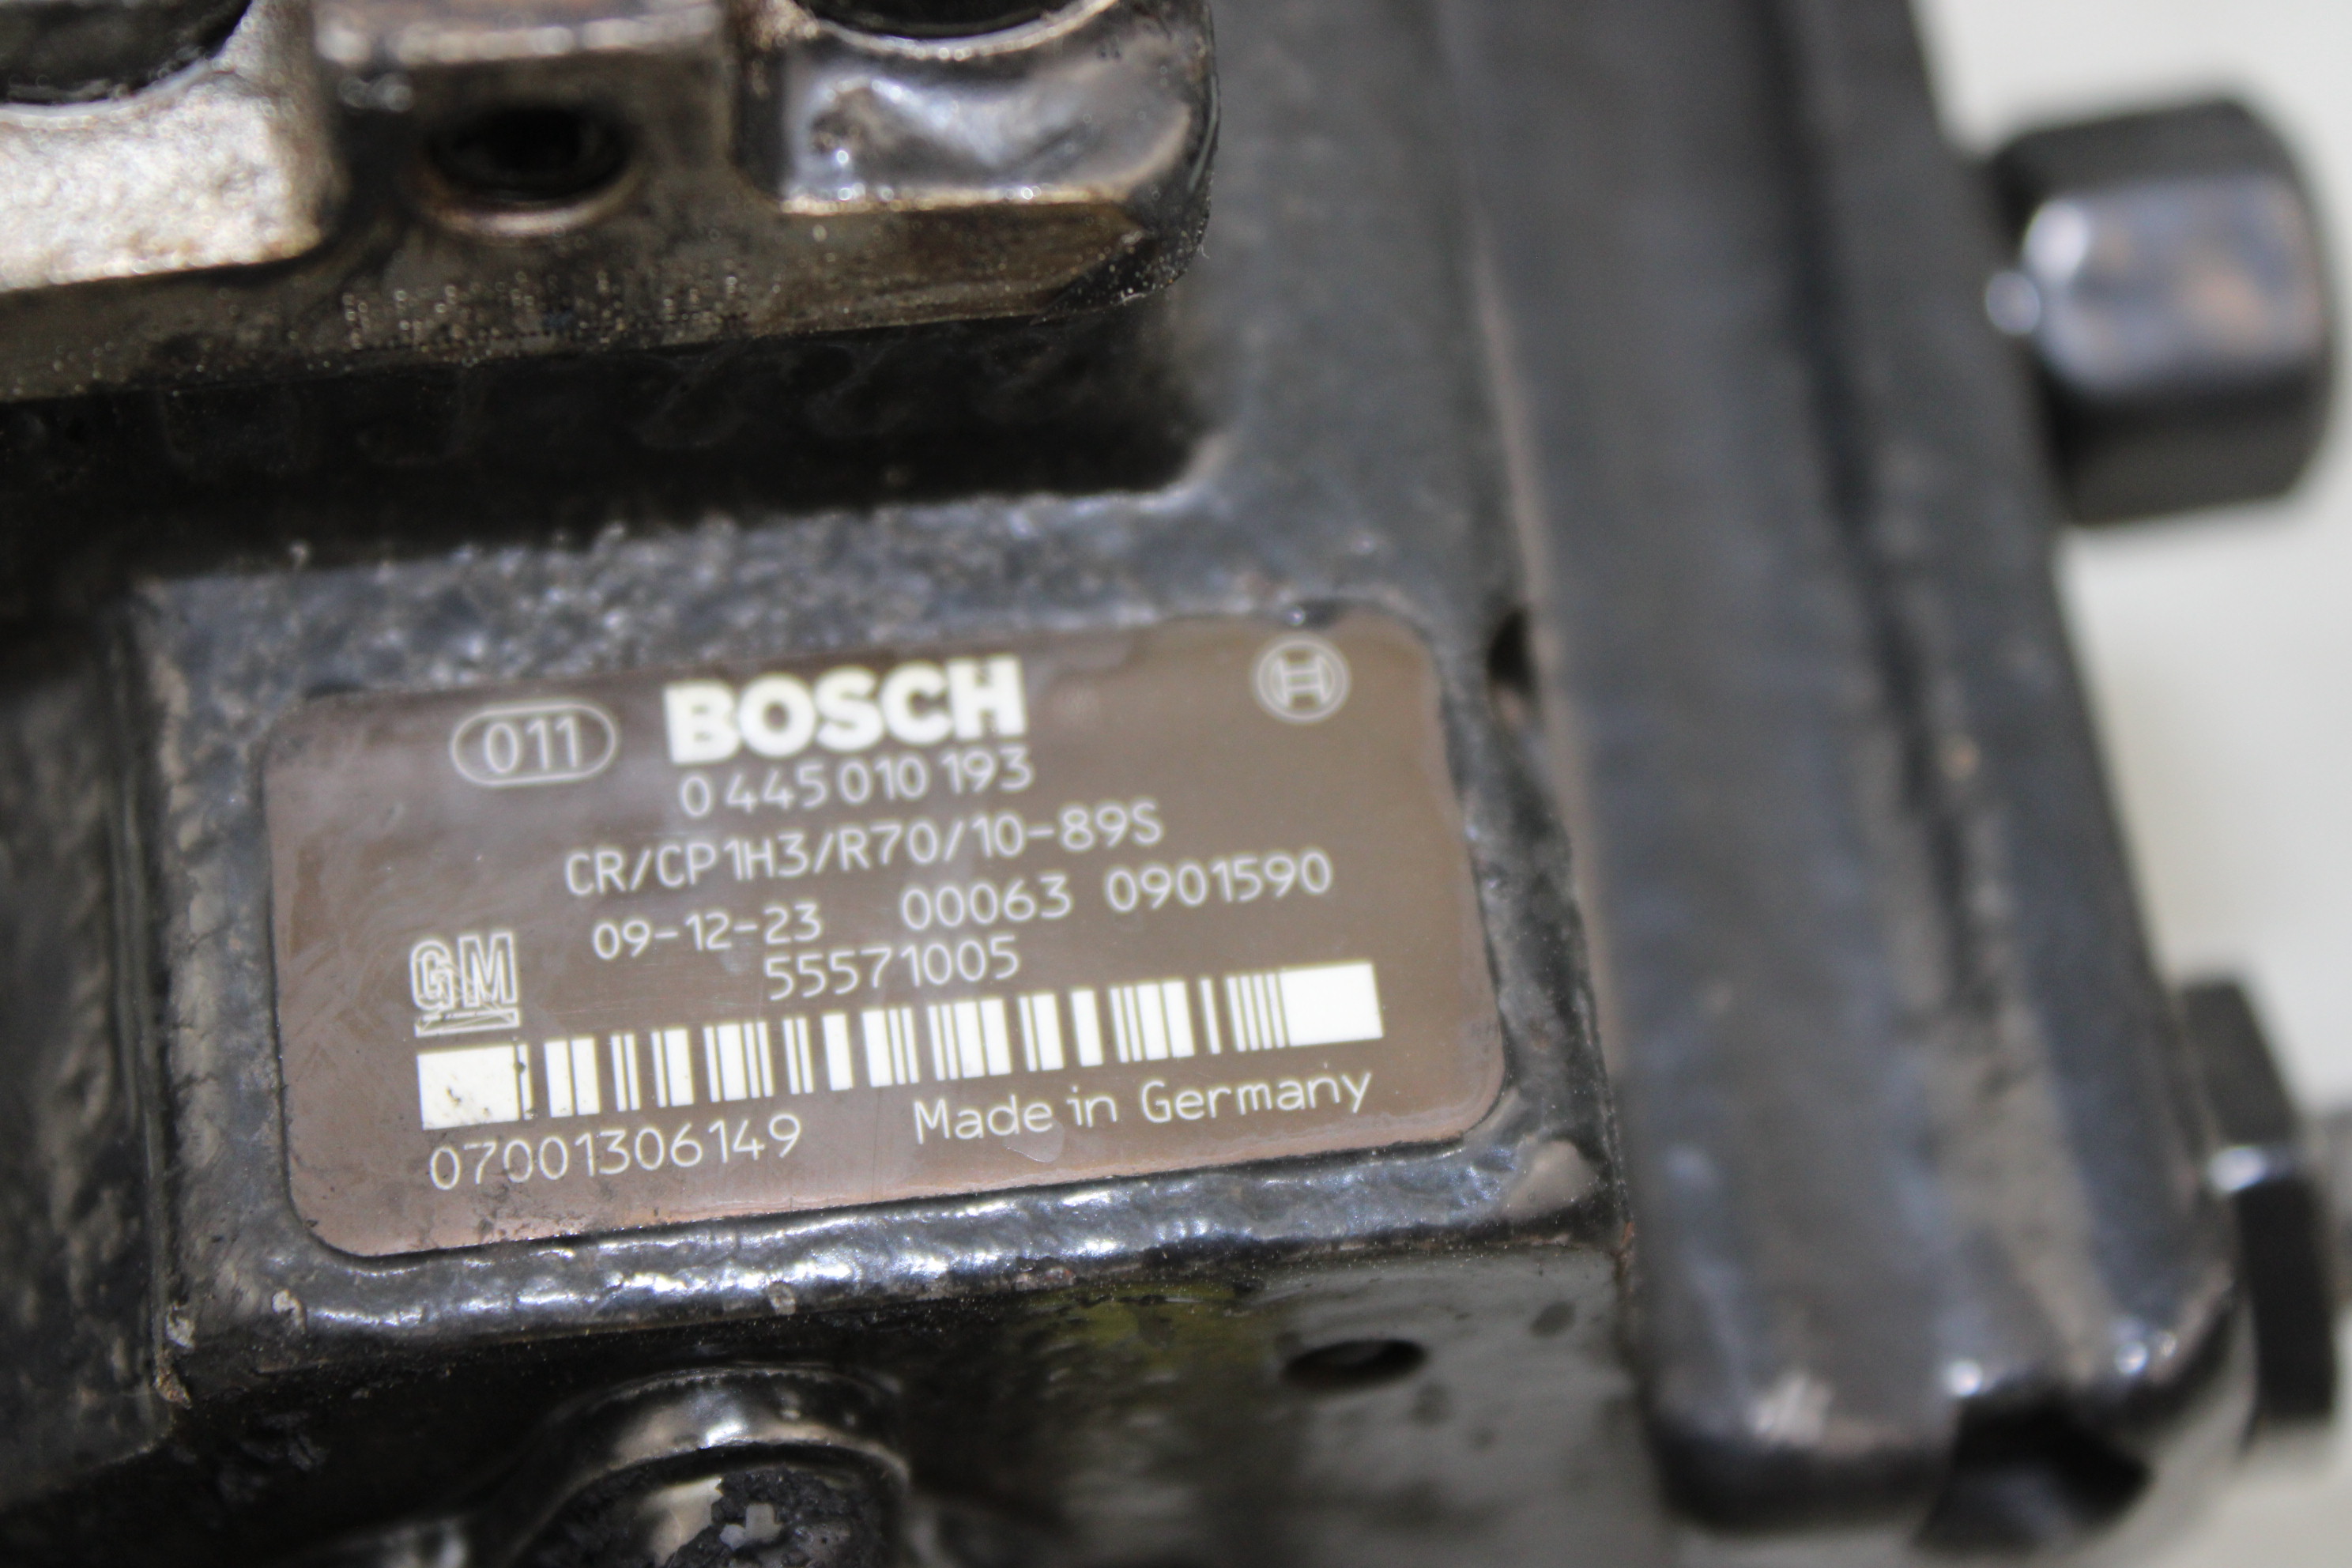 011 BOSCH
0 445 010 193
CR/CP1H3/R70/10-89S
09-12-23 00063 0901590
GM 55571005
07001306149 Made in Germany